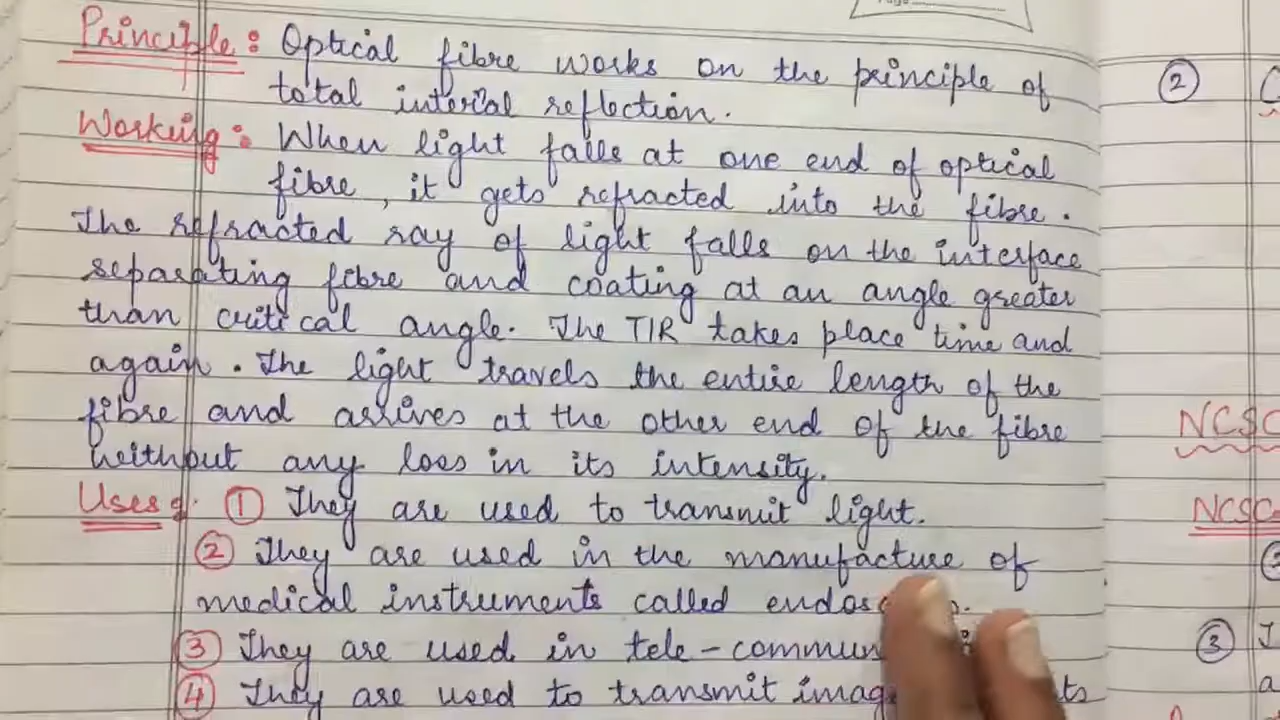 Principle: Optical fibre works on the principle of
total interal reflection.
Working: When light falls at one end of optical
fibre, it gets refracted into the fibre.
The refracted ray of light falls on the interface
separating fibre and coating at an angle greater
than critical angle. The TIR takes place time and
again. The light travels the entire length of the
fibre and arrives at the other end of the fibre
without any loss in its intensity.
Uses: ① They are used to transmit light.
② They are used in the manufacture of
medical instruments called
③ They are used in tele-
④ They are used to transmit
②
NCSC
NCSC
③